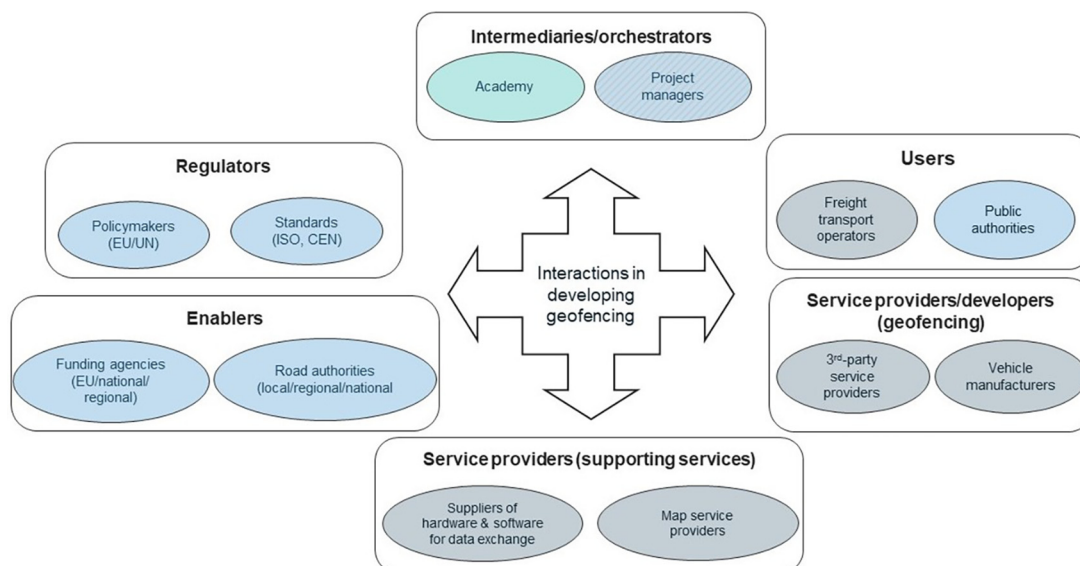 Intermediaries/orchestrators
Academy
Project
managers
Regulators
Policymakers
(EU/UN)
Standards
(ISO, CEN)
Users
Freight
transport
operators
Public
authorities
Interactions in
developing
geofencing
Enablers
Funding agencies
(EU/national/
regional)
Road authorities
(local/regional/national
Service providers/developers
(geofencing)
3rd-party
service
providers
Vehicle
manufacturers
Service providers (supporting services)
Suppliers of
hardware & software
for data exchange
Map service
providers